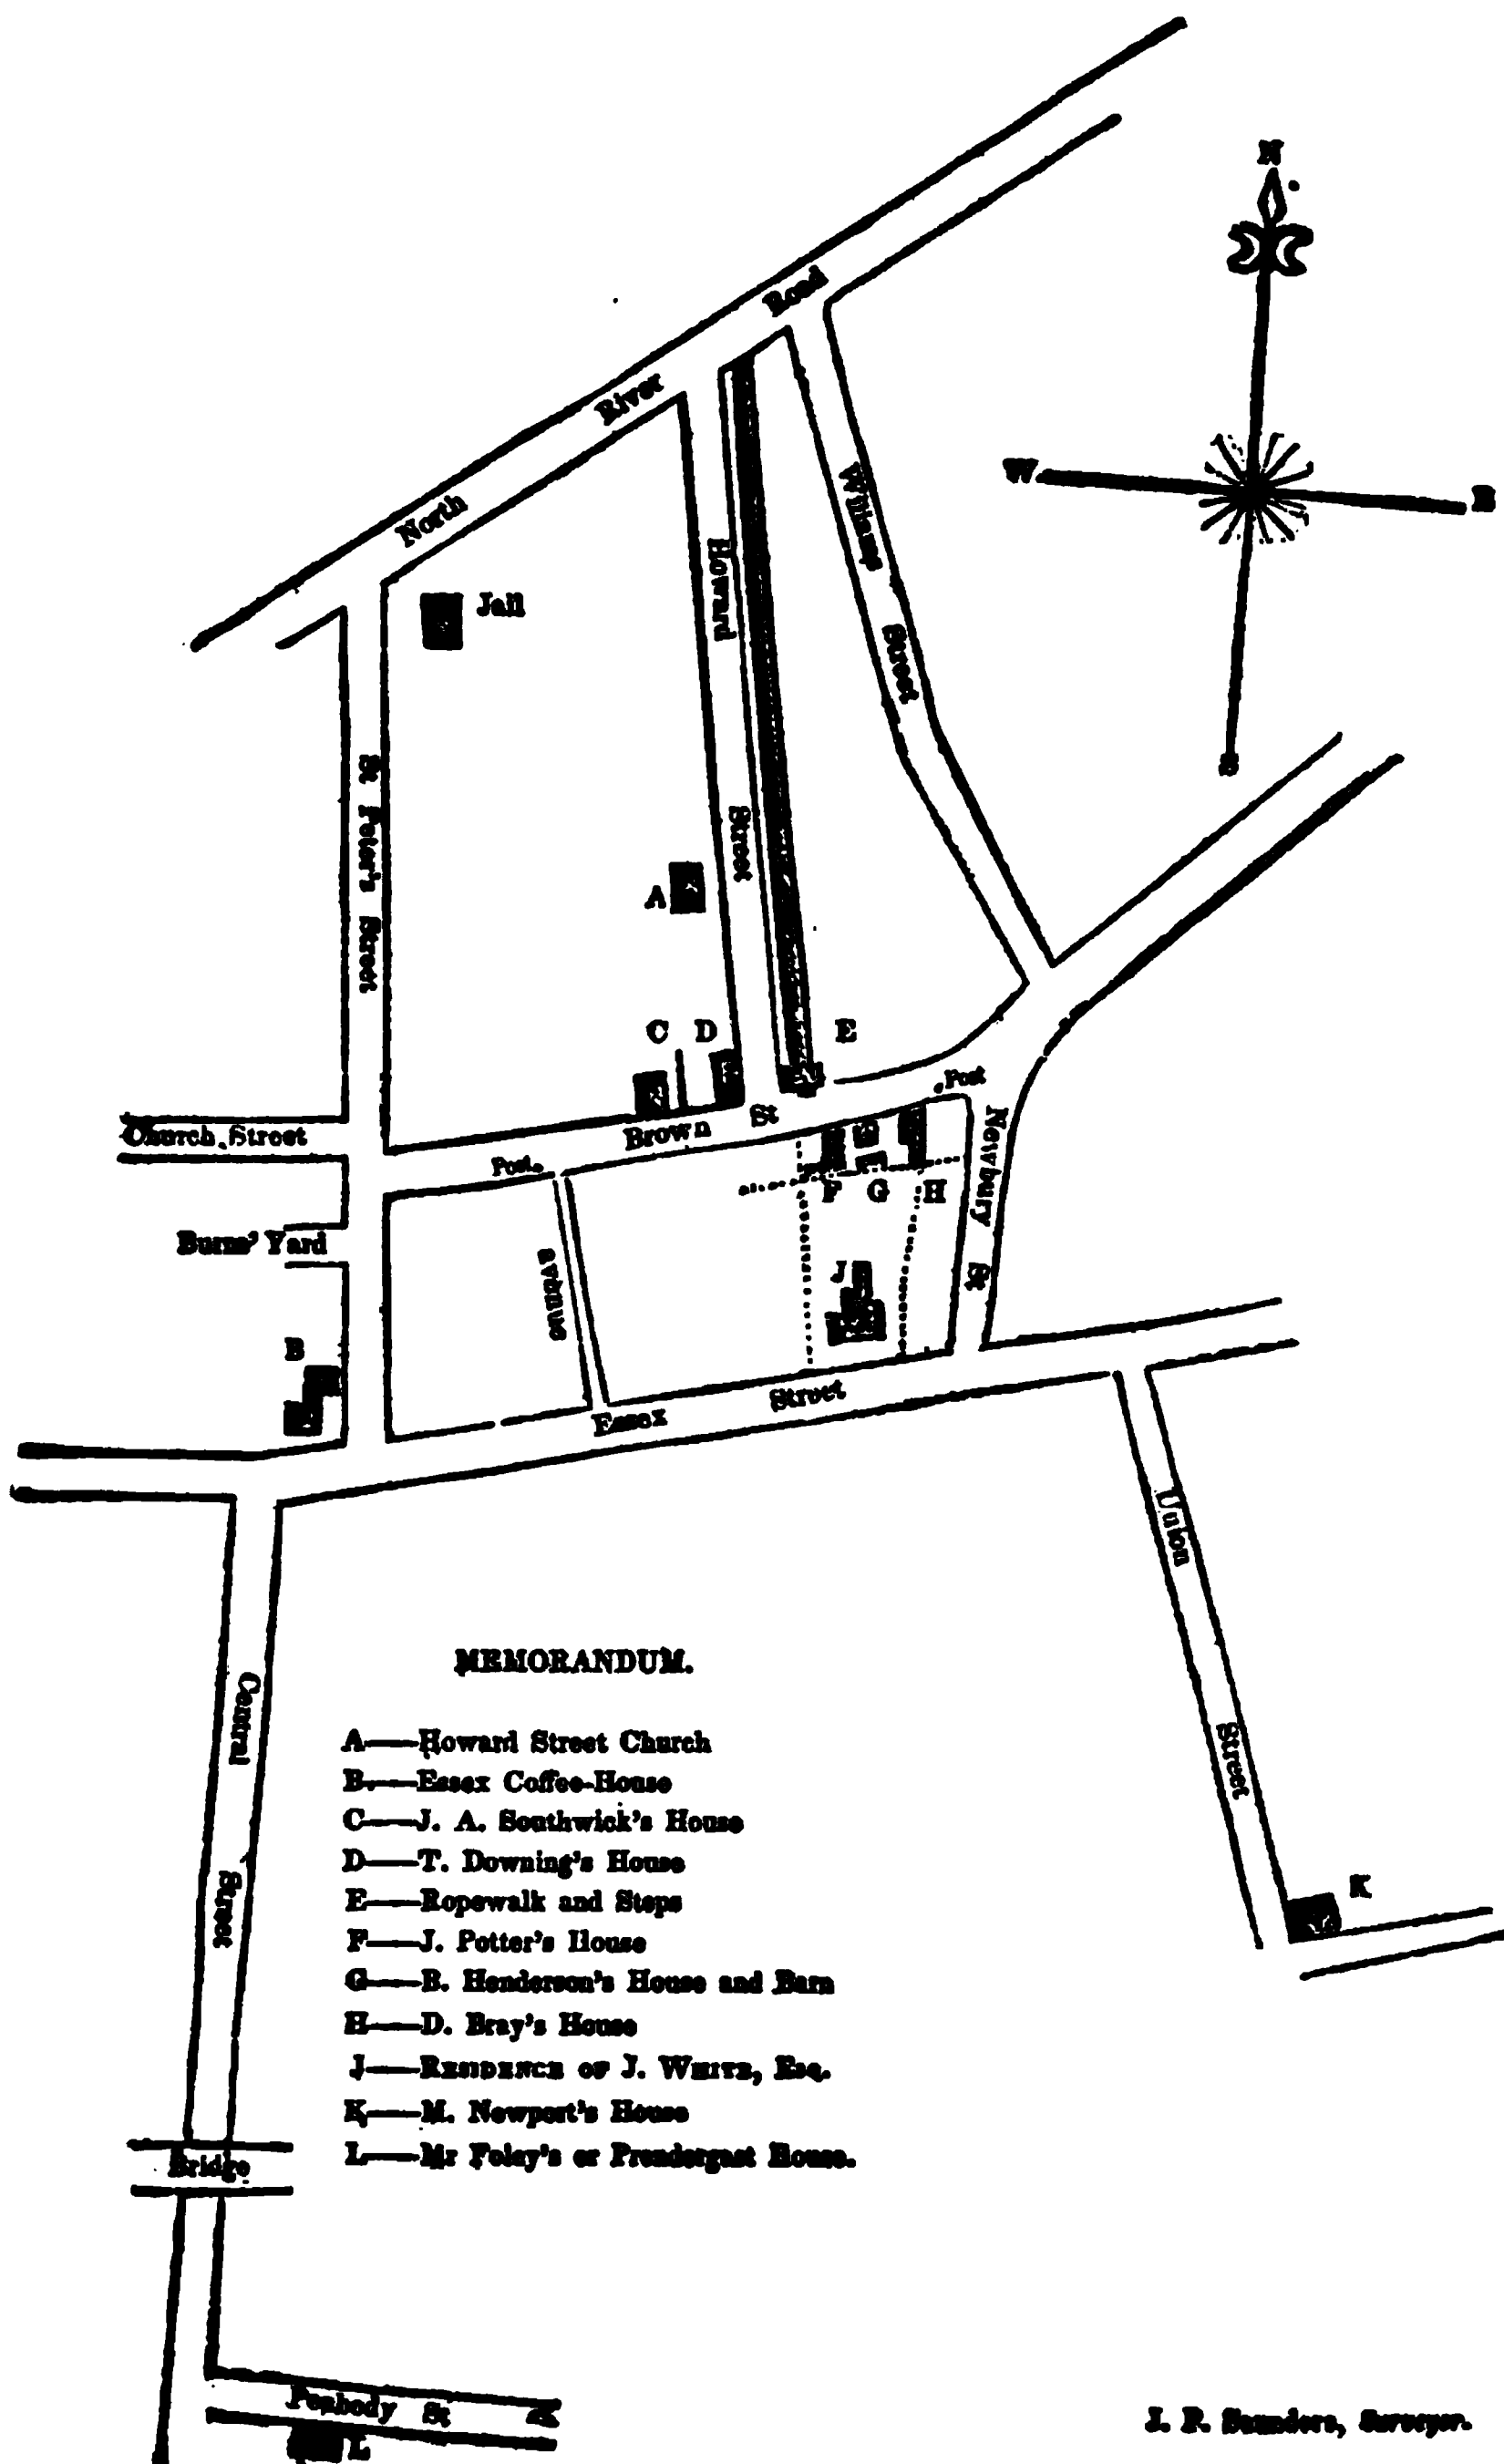 N
North River Road
W
E
Wiliams Street
Howard Street
Jail
St Peter's Street
A
C D E
Post
Church Street
Brown St
Post
Newbury St
F G H
Burns' Yard
avenue
J
B
Essex Street
Union Street
Central Street
MEMORANDUM.
A—Howard Street Church
B—Essex Coffee-House
C—J. A. Southwick's House
D—T. Downing's House
E—Ropewalk and Steps
F—J. Potter's House
G—B. Henderson's House and Barn
H—D. Bray's House
J—RESIDENCE OF J. WHITE, Esq.
K—M. Newport's House
L—Mr Foley's or Prendergast House.
K
Bridge
Peabody St
L
J. P. Saunders, Surveyor.